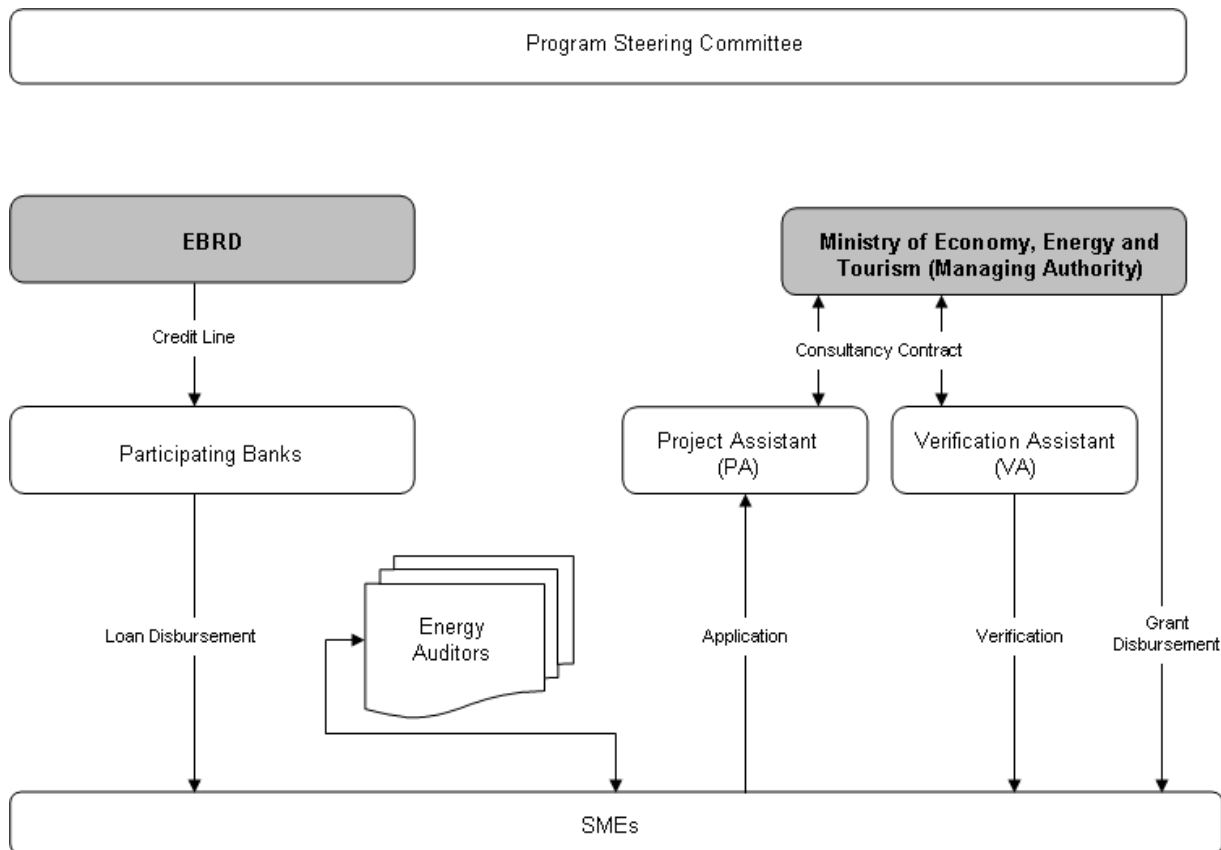 Program Steering Committee
EBRD
Ministry of Economy, Energy and
Tourism (Managing Authority)
Credit Line
Consultancy Contract
Participating Banks
Project Assistant
(PA)
Verification Assistant
(VA)
Loan Disbursement
Energy
Auditors
Application
Verification
Grant
Disbursement
SMEs